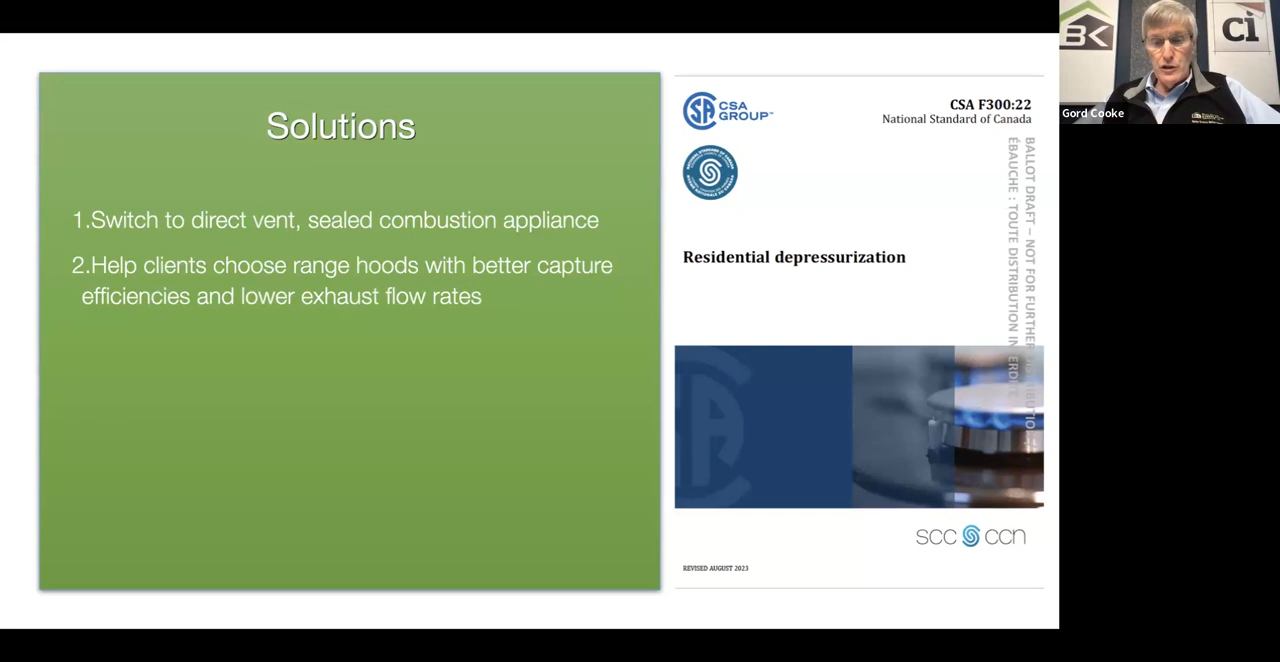 Solutions
1.Switch to direct vent, sealed combustion appliance
2.Help clients choose range hoods with better capture
efficiencies and lower exhaust flow rates
CSA
GROUP™
CSA F300:22
National Standard of Canada
BALLOT DRAFT – NOT FOR FURTHER DISTRIBUTION
ÉBAUCHE : TOUTE DISTRIBUTION INTERDITE
Residential depressurization
scc ccn
REVISED AUGUST 2023
BK
ci
Gord Cooke